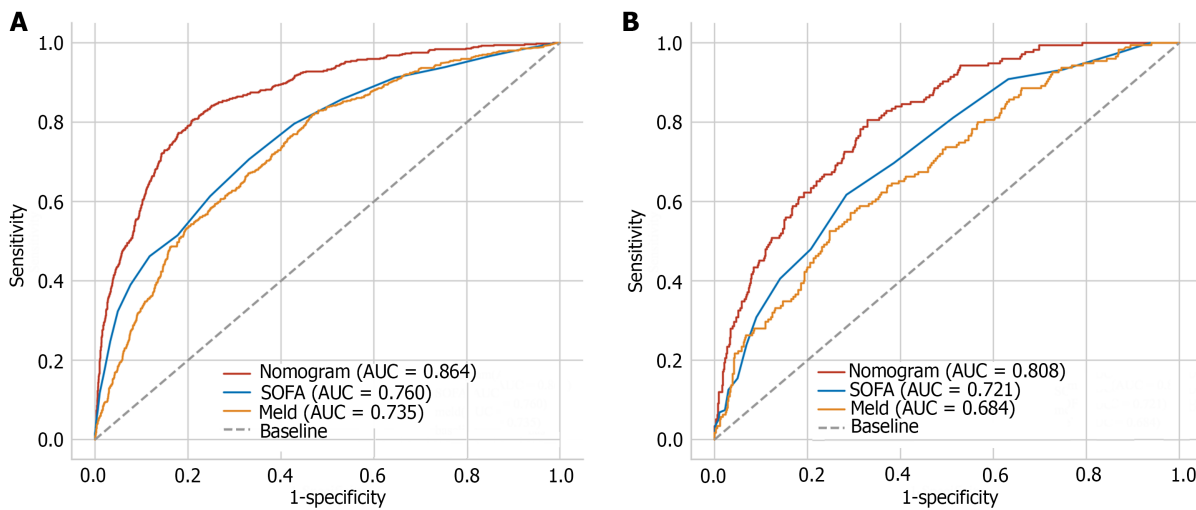 A
1.0
0.8
0.6
0.4
0.2
0.0
Sensitivity
Nomogram (AUC = 0.864)
SOFA (AUC = 0.760)
Meld (AUC = 0.735)
Baseline
0.0 0.2 0.4 0.6 0.8 1.0
1-specificity
B
1.0
0.8
0.6
0.4
0.2
0.0
Sensitivity
Nomogram (AUC = 0.808)
SOFA (AUC = 0.721)
Meld (AUC = 0.684)
Baseline
0.0 0.2 0.4 0.6 0.8 1.0
1-specificity